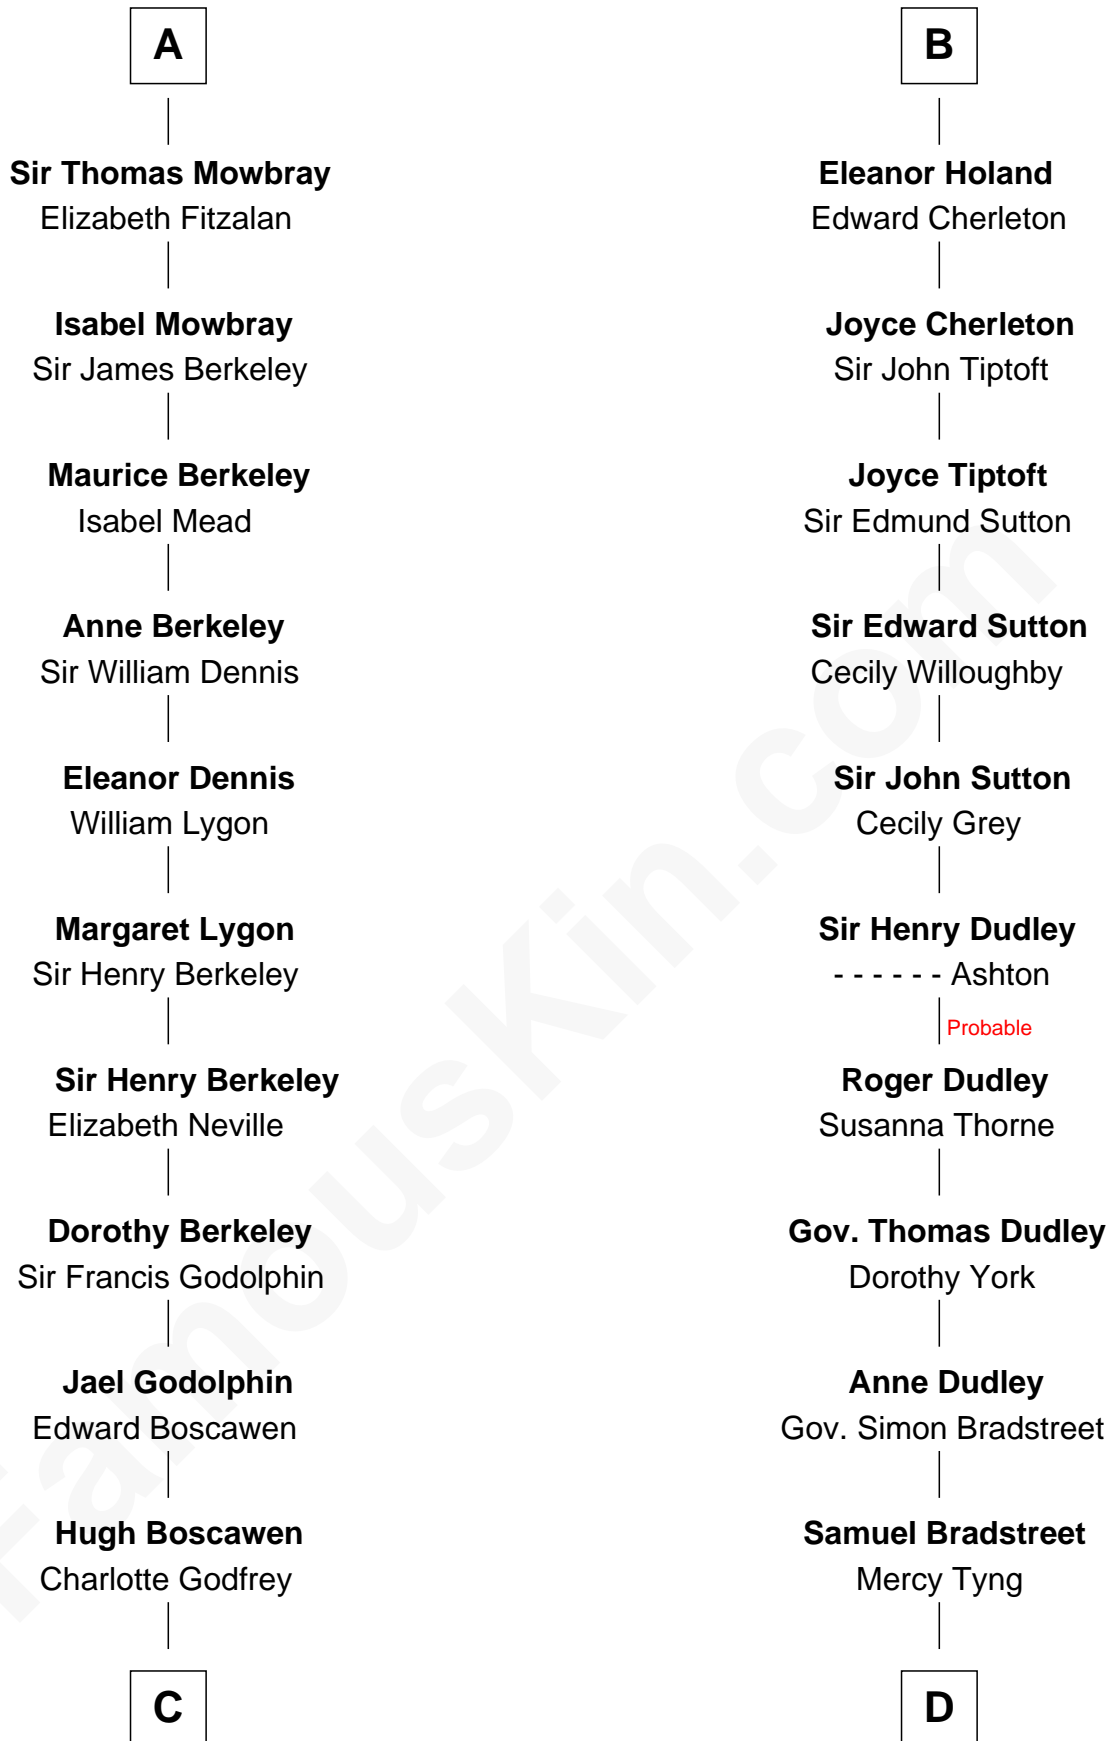 A
Sir Thomas Mowbray
Elizabeth Fitzalan
Isabel Mowbray
Sir James Berkeley
Maurice Berkeley
Isabel Mead
Anne Berkeley
Sir William Dennis
Eleanor Dennis
William Lygon
Margaret Lygon
Sir Henry Berkeley
Sir Henry Berkeley
Elizabeth Neville
Dorothy Berkeley
Sir Francis Godolphin
Jael Godolphin
Edward Boscawen
Hugh Boscawen
Charlotte Godfrey
C
B
Eleanor Holand
Edward Cherleton
Joyce Cherleton
Sir John Tiptoft
Joyce Tiptoft
Sir Edmund Sutton
Sir Edward Sutton
Cecily Willoughby
Sir John Sutton
Cecily Grey
Sir Henry Dudley
- - - - - - Ashton
Probable
Roger Dudley
Susanna Thorne
Gov. Thomas Dudley
Dorothy York
Anne Dudley
Gov. Simon Bradstreet
Samuel Bradstreet
Mercy Tyng
D
FamousKin.com